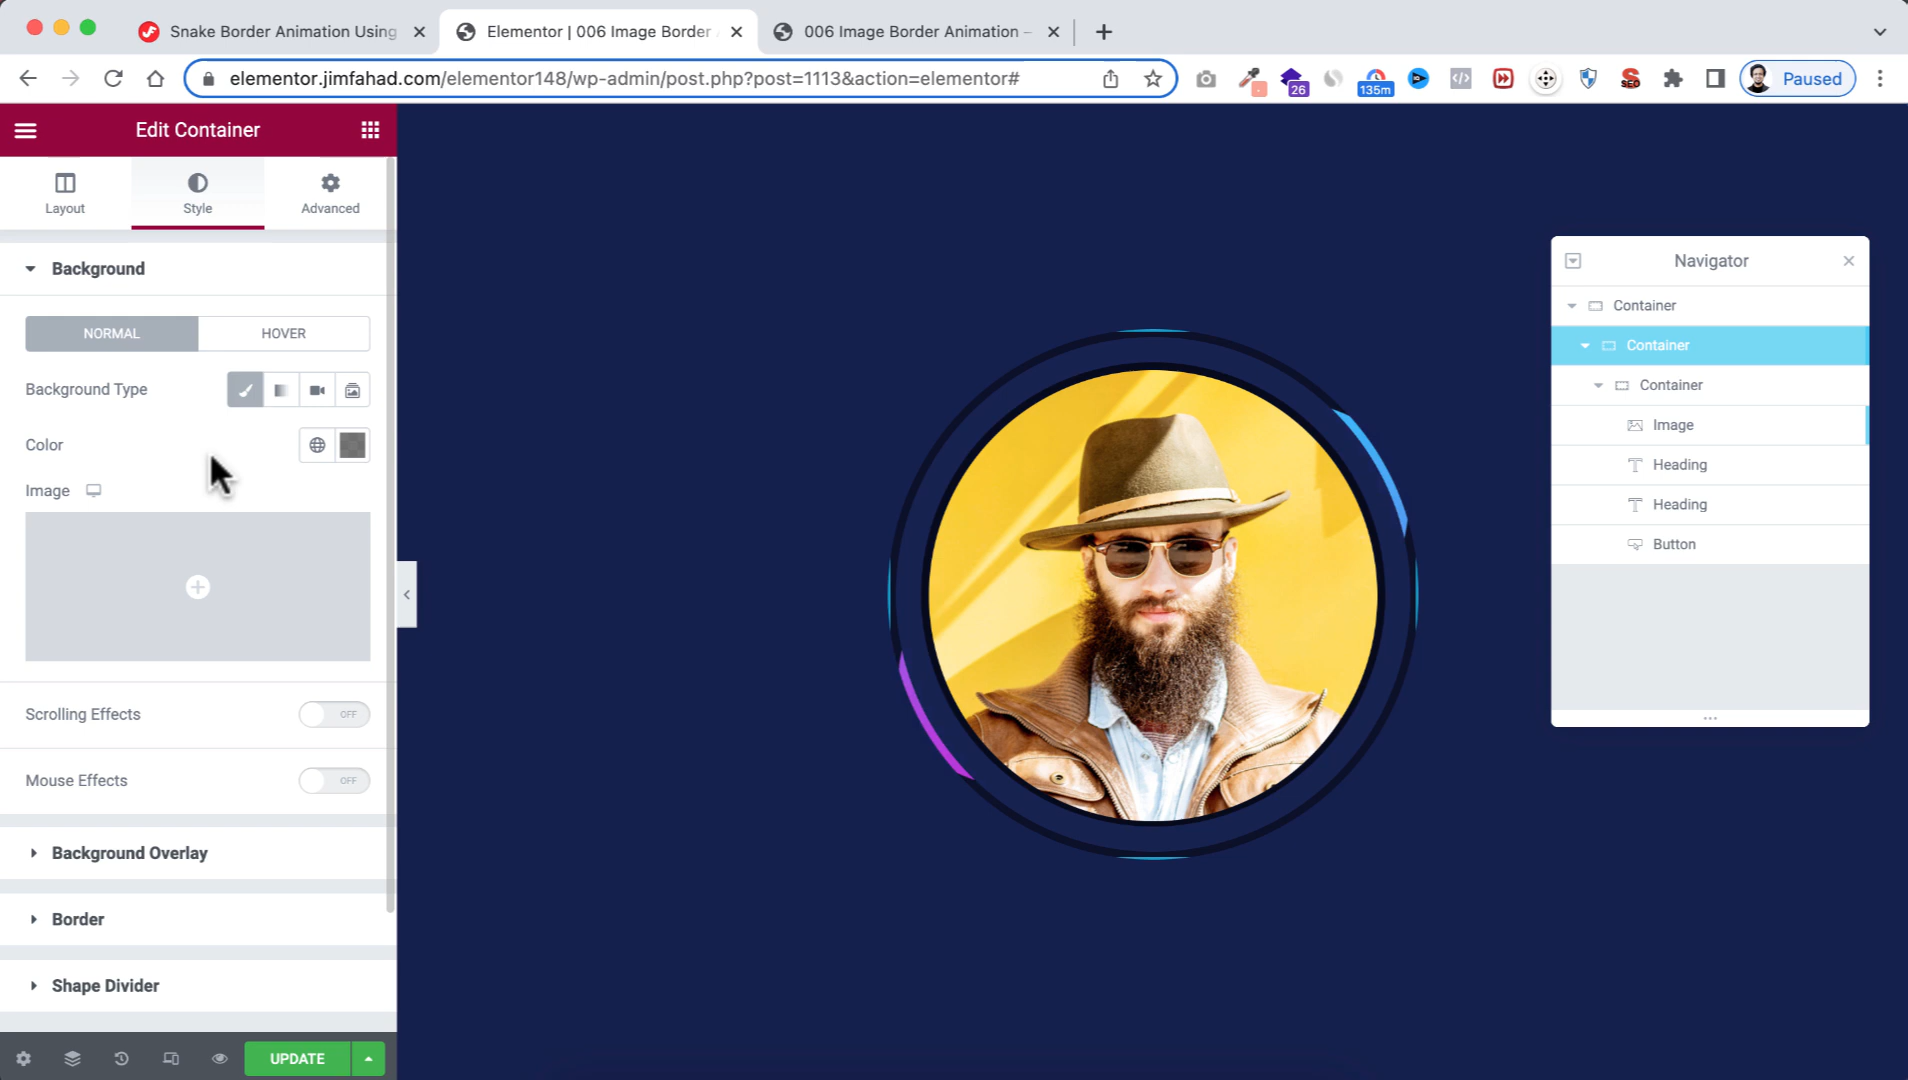 Snake Border Animation Using
Elementor | 006 Image Border A
006 Image Border Animation –
elementor.jimfahad.com/elementor148/wp-admin/post.php?post=1113&action=elementor#
26
135m
SEO
Paused
Edit Container
Layout
Style
Advanced
Background
NORMAL
HOVER
Background Type
Color
Image
Scrolling Effects
OFF
Mouse Effects
OFF
Background Overlay
Border
Shape Divider
UPDATE
Navigator
Container
Container
Container
Image
Heading
Heading
Button